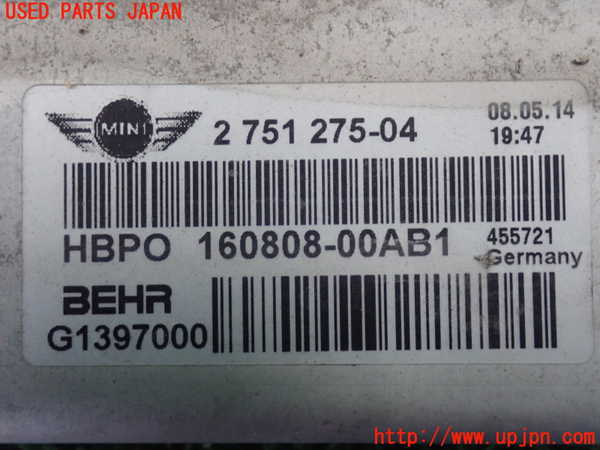 USED PARTS JAPAN
MINI 2 751 275-04 08.05.14
19:47
HBPO 160808-00AB1 455721
Germany
BEHR
G1397000
http://www.upjpn.com/